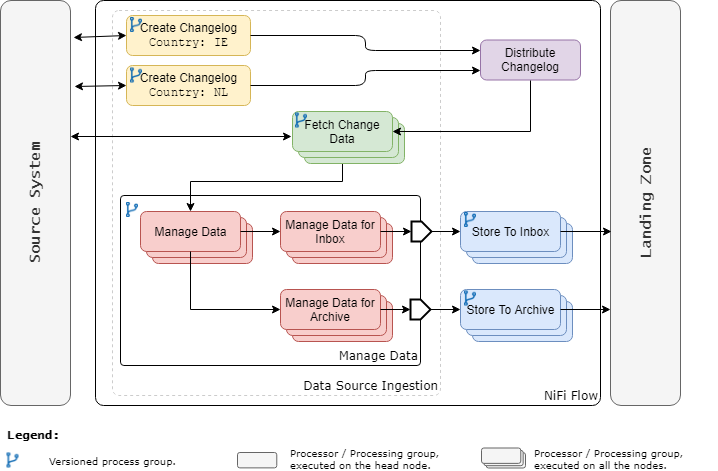 Source System
Create Changelog
Country: IE
Create Changelog
Country: NL
Distribute
Changelog
Fetch Change
Data
Manage Data
Manage Data for
Inbox
Store To Inbox
Manage Data for
Archive
Store To Archive
Manage Data
Data Source Ingestion
NiFi Flow
Landing Zone
Legend:
Versioned process group.
Processor / Processing group,
executed on the head node.
Processor / Processing group,
executed on all the nodes.